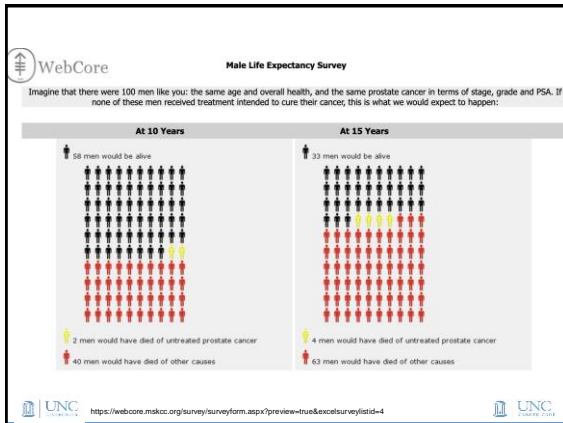 WebCore
Male Life Expectancy Survey
Imagine that there were 100 men like you: the same age and overall health, and the same prostate cancer in terms of stage, grade and PSA. If
none of these men received treatment intended to cure their cancer, this is what we would expect to happen:
At 10 Years
58 men would be alive
2 men would have died of untreated prostate cancer
40 men would have died of other causes
At 15 Years
33 men would be alive
4 men would have died of untreated prostate cancer
63 men would have died of other causes
UNC
https://webcore.mskcc.org/survey/surveyform.aspx?preview=true&excelsurveylistid=4
UNC